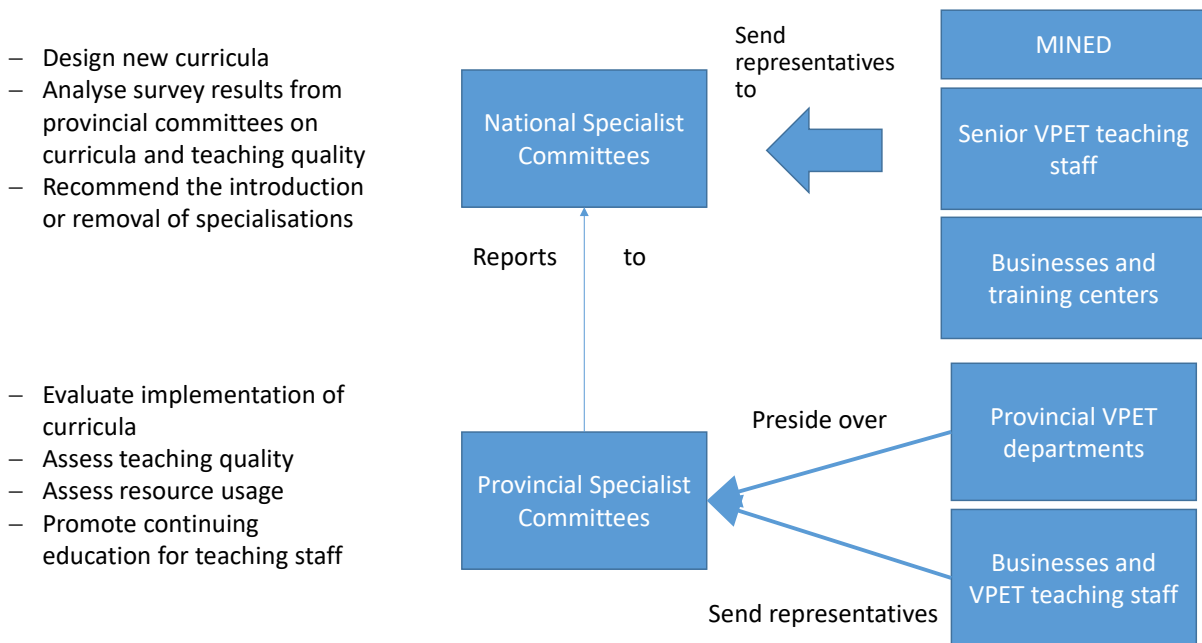 – Design new curricula
– Analyse survey results from
provincial committees on
curricula and teaching quality
– Recommend the introduction
or removal of specialisations
National Specialist
Committees
Send
representatives
to
MINED
Senior VPET teaching
staff
Businesses and
training centers
Reports to
– Evaluate implementation of
curricula
– Assess teaching quality
– Assess resource usage
– Promote continuing
education for teaching staff
Provincial Specialist
Committees
Preside over
Provincial VPET
departments
Send representatives
Businesses and
VPET teaching staff